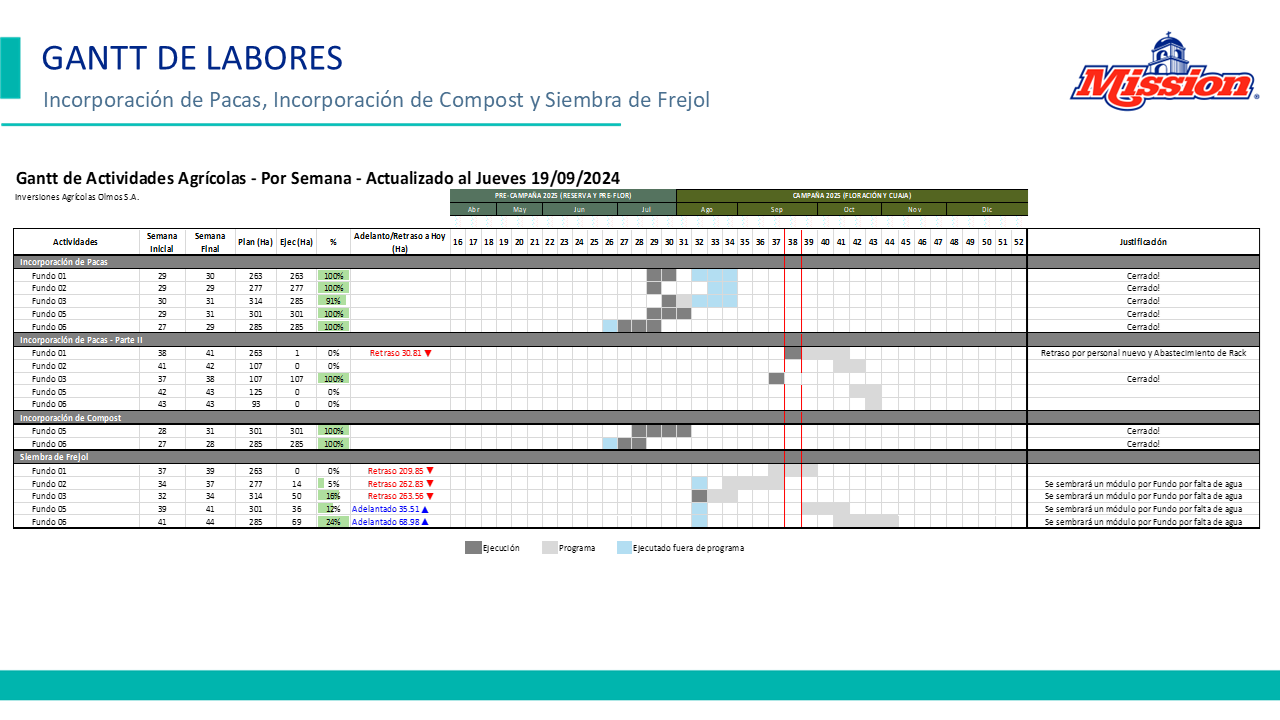 GANTT DE LABORES
Incorporación de Pacas, Incorporación de Compost y Siembra de Frejol
Mission
Gantt de Actividades Agrícolas - Por Semana - Actualizado al Jueves 19/09/2024
Inversiones Agrícolas Olmos S.A.
PRE-CAMPAÑA 2025 (RESERVA Y PRE-FLOR) CAMPAÑA 2025 (FLORACIÓN Y CUAJA)
Abr May Jun Jul Ago Sep Oct Nov Dic
Actividades Semana Inicial Semana Final Plan (Ha) Ejec (Ha) % Adelanto/Retraso a Hoy (Ha) 16 17 18 19 20 21 22 23 24 25 26 27 28 29 30 31 32 33 34 35 36 37 38 39 40 41 42 43 44 45 46 47 48 49 50 51 52 Justificación
Incorporación de Pacas
Fundo 01 29 30 263 263 100% Cerrado!
Fundo 02 29 29 277 277 100% Cerrado!
Fundo 03 30 31 314 285 91% Cerrado!
Fundo 05 29 31 301 301 100% Cerrado!
Fundo 06 27 29 285 285 100% Cerrado!
Incorporación de Pacas - Parte II
Fundo 01 38 41 263 1 0% Retraso 30.81 ▼ Retraso por personal nuevo y Abastecimiento de Rack
Fundo 02 41 42 107 0 0%
Fundo 03 37 38 107 107 100% Cerrado!
Fundo 05 42 43 125 0 0%
Fundo 06 43 43 93 0 0%
Incorporación de Compost
Fundo 05 28 31 301 301 100% Cerrado!
Fundo 06 27 28 285 285 100% Cerrado!
Siembra de Frejol
Fundo 01 37 39 263 0 0% Retraso 209.85 ▼
Fundo 02 34 37 277 14 5% Retraso 262.83 ▼ Se sembrará un módulo por Fundo por falta de agua
Fundo 03 32 34 314 50 16% Retraso 263.56 ▼ Se sembrará un módulo por Fundo por falta de agua
Fundo 05 39 41 301 36 12% Adelantado 35.51 ▲ Se sembrará un módulo por Fundo por falta de agua
Fundo 06 41 44 285 69 24% Adelantado 68.98 ▲ Se sembrará un módulo por Fundo por falta de agua
Ejecución Programa Ejecutado fuera de programa